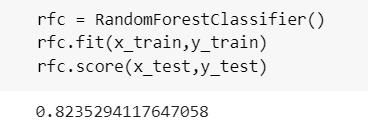 rfc = RandomForestClassifier()
rfc.fit(x_train,y_train)
rfc.score(x_test,y_test)
0.8235294117647058